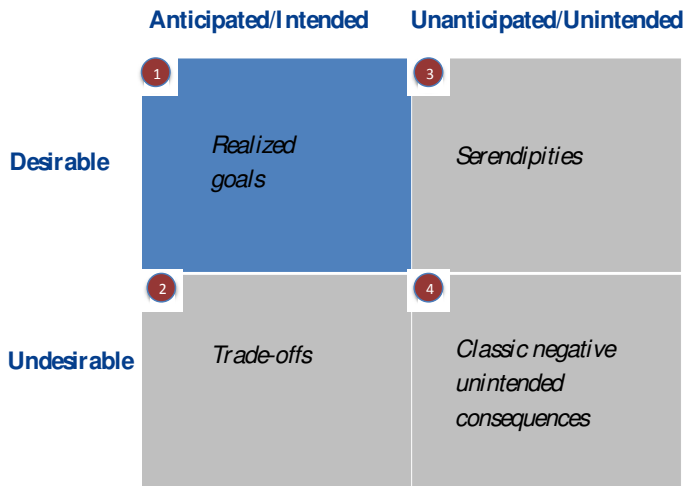 Anticipated/Intended Unanticipated/Unintended
1
3
Desirable
Realized
goals
Serendipities
2
4
Undesirable
Trade-offs
Classic negative
unintended
consequences